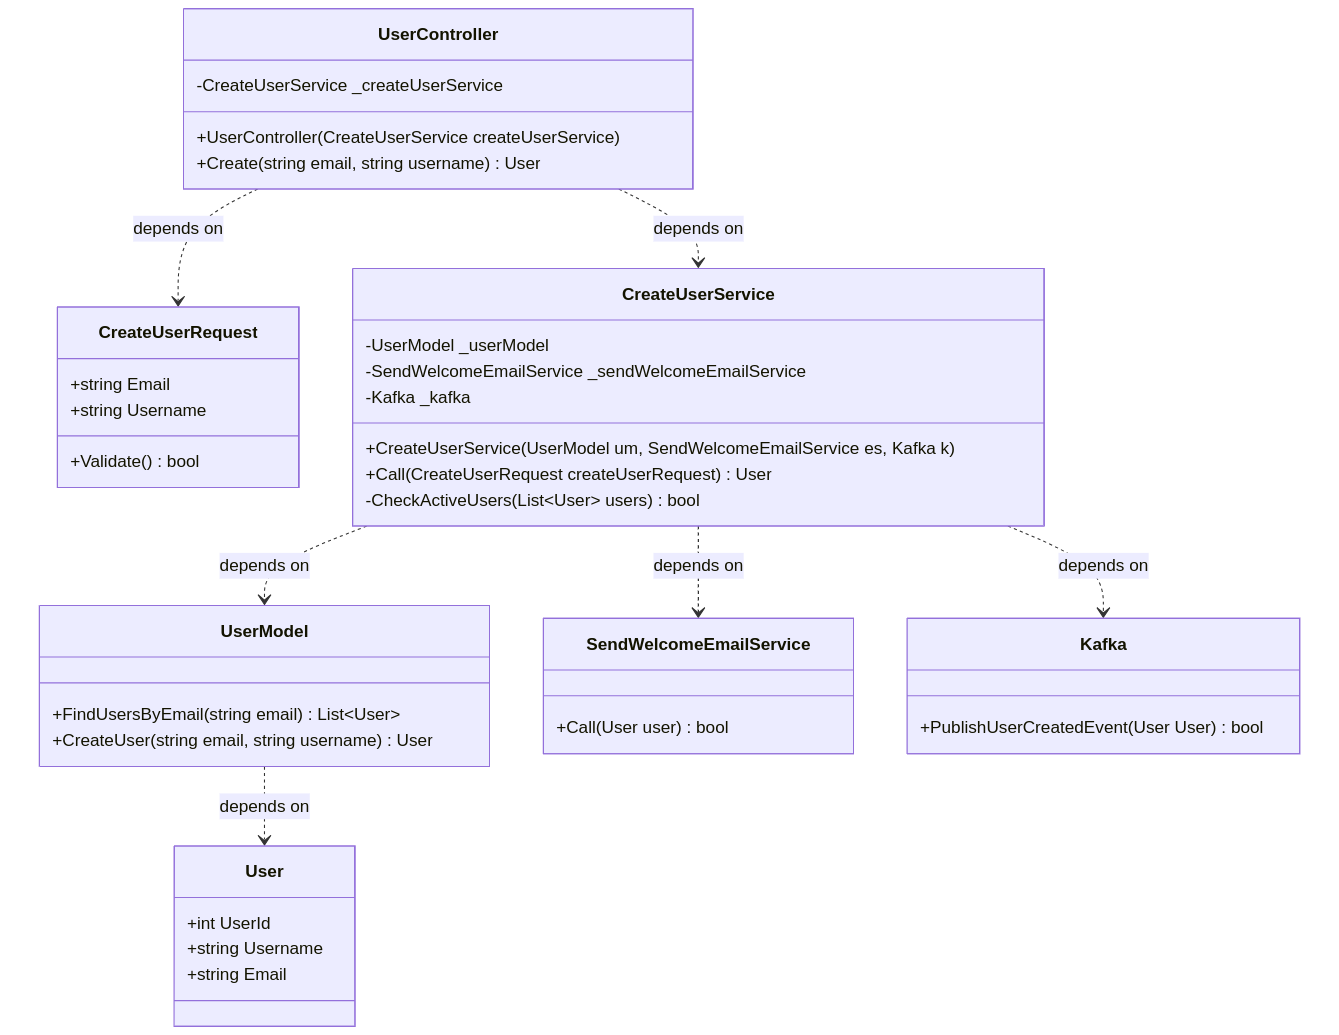 UserController
-CreateUserService _createUserService
+UserController(CreateUserService createUserService)
+Create(string email, string username) : User
depends on
depends on
CreateUserRequest
+string Email
+string Username
+Validate() : bool
CreateUserService
-UserModel _userModel
-SendWelcomeEmailService _sendWelcomeEmailService
-Kafka _kafka
+CreateUserService(UserModel um, SendWelcomeEmailService es, Kafka k)
+Call(CreateUserRequest createUserRequest) : User
-CheckActiveUsers(List<User> users) : bool
depends on
depends on
depends on
UserModel
+FindUsersByEmail(string email) : List<User>
+CreateUser(string email, string username) : User
SendWelcomeEmailService
+Call(User user) : bool
Kafka
+PublishUserCreatedEvent(User User) : bool
depends on
User
+int UserId
+string Username
+string Email